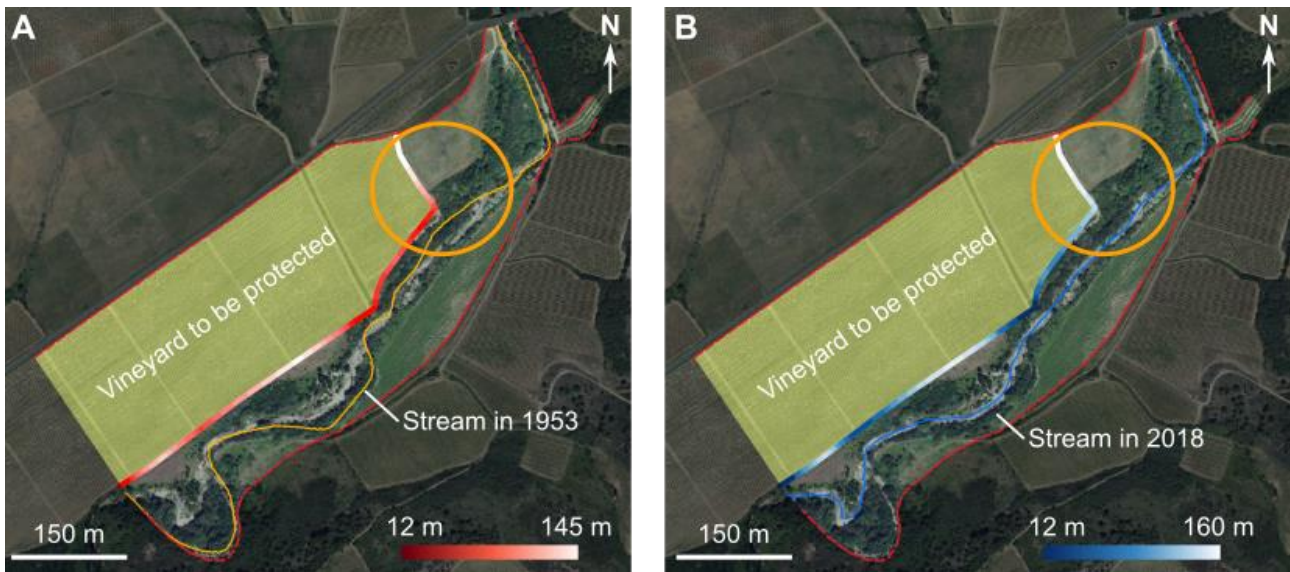 A
N
Vineyard to be protected
Stream in 1953
150 m
12 m
145 m
B
N
Vineyard to be protected
Stream in 2018
150 m
12 m
160 m